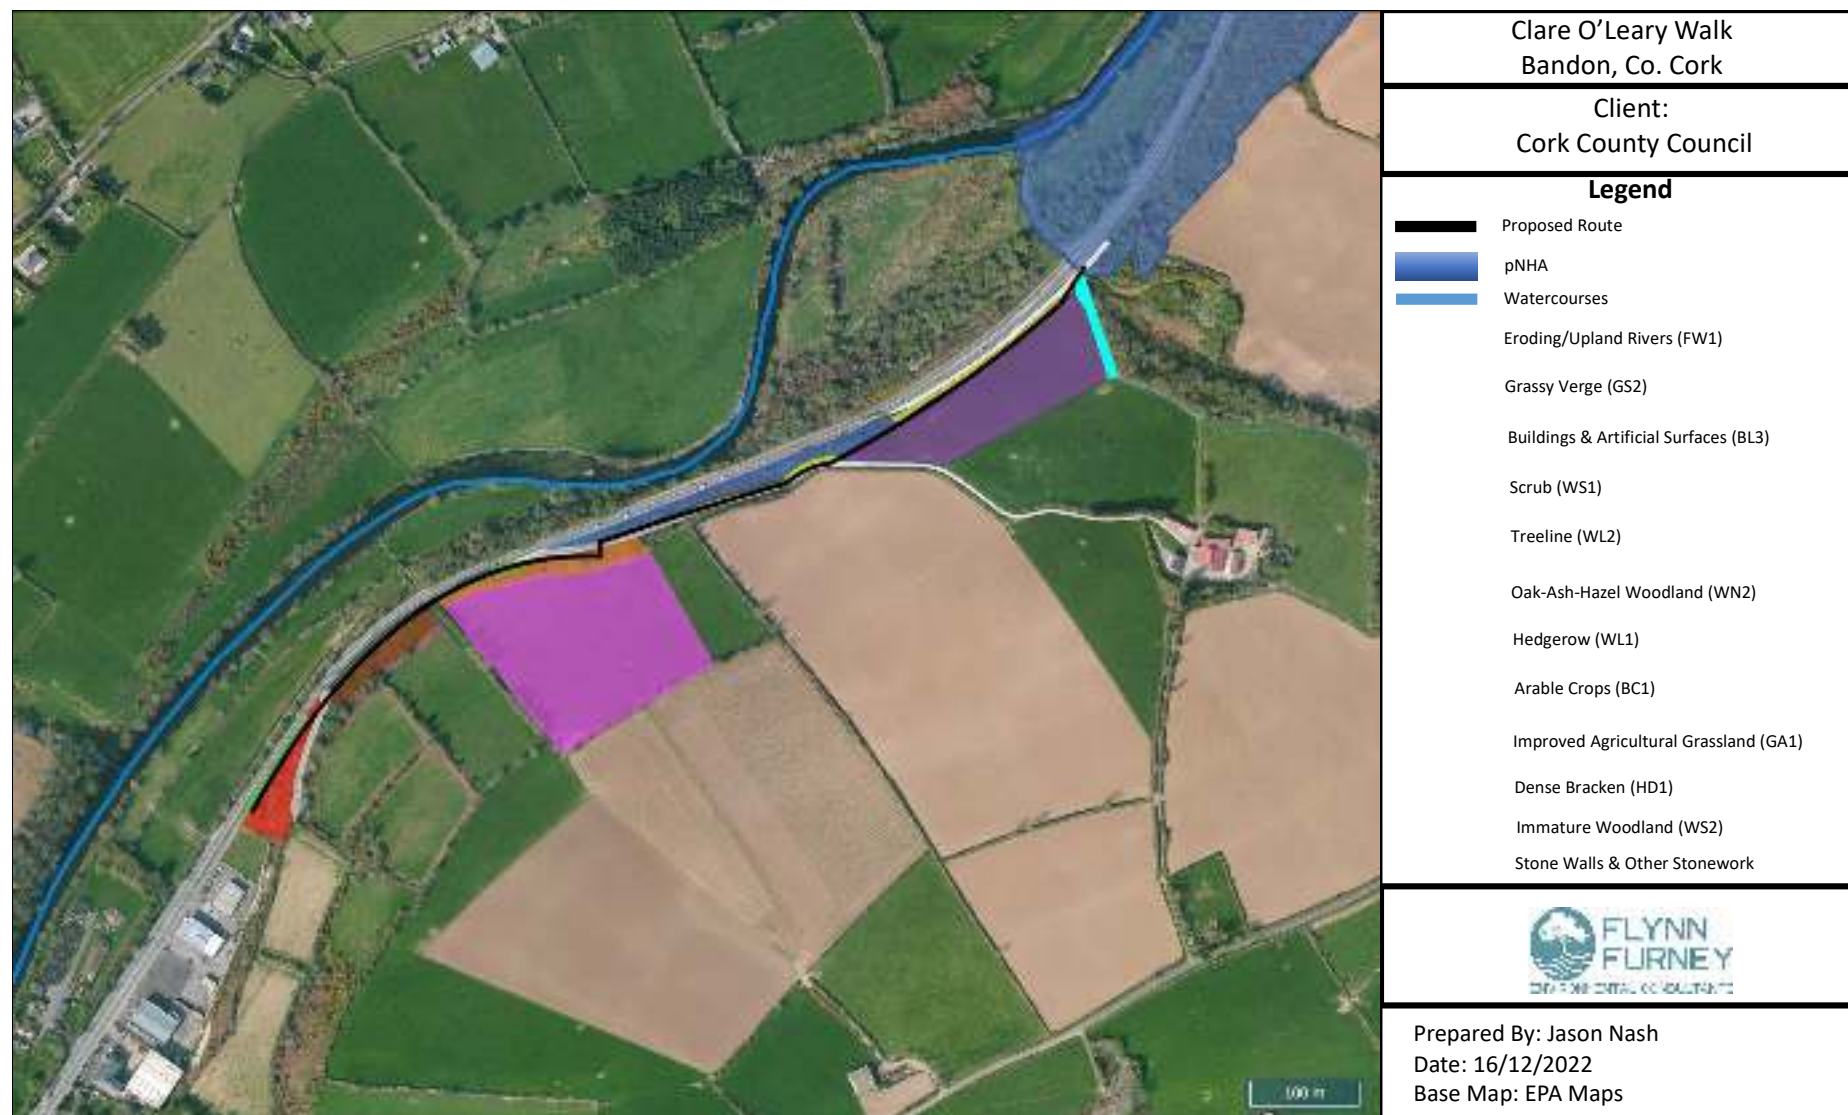 Clare O'Leary Walk
Bandon, Co. Cork
Client:
Cork County Council
Legend
Proposed Route
pNHA
Watercourses
Eroding/Upland Rivers (FW1)
Grassy Verge (GS2)
Buildings & Artificial Surfaces (BL3)
Scrub (WS1)
Treeline (WL2)
Oak-Ash-Hazel Woodland (WN2)
Hedgerow (WL1)
Arable Crops (BC1)
Improved Agricultural Grassland (GA1)
Dense Bracken (HD1)
Immature Woodland (WS2)
Stone Walls & Other Stonework
FLYNN
FURNEY
ENVIRONMENTAL CONSULTANTS
Prepared By: Jason Nash
Date: 16/12/2022
Base Map: EPA Maps
100 m